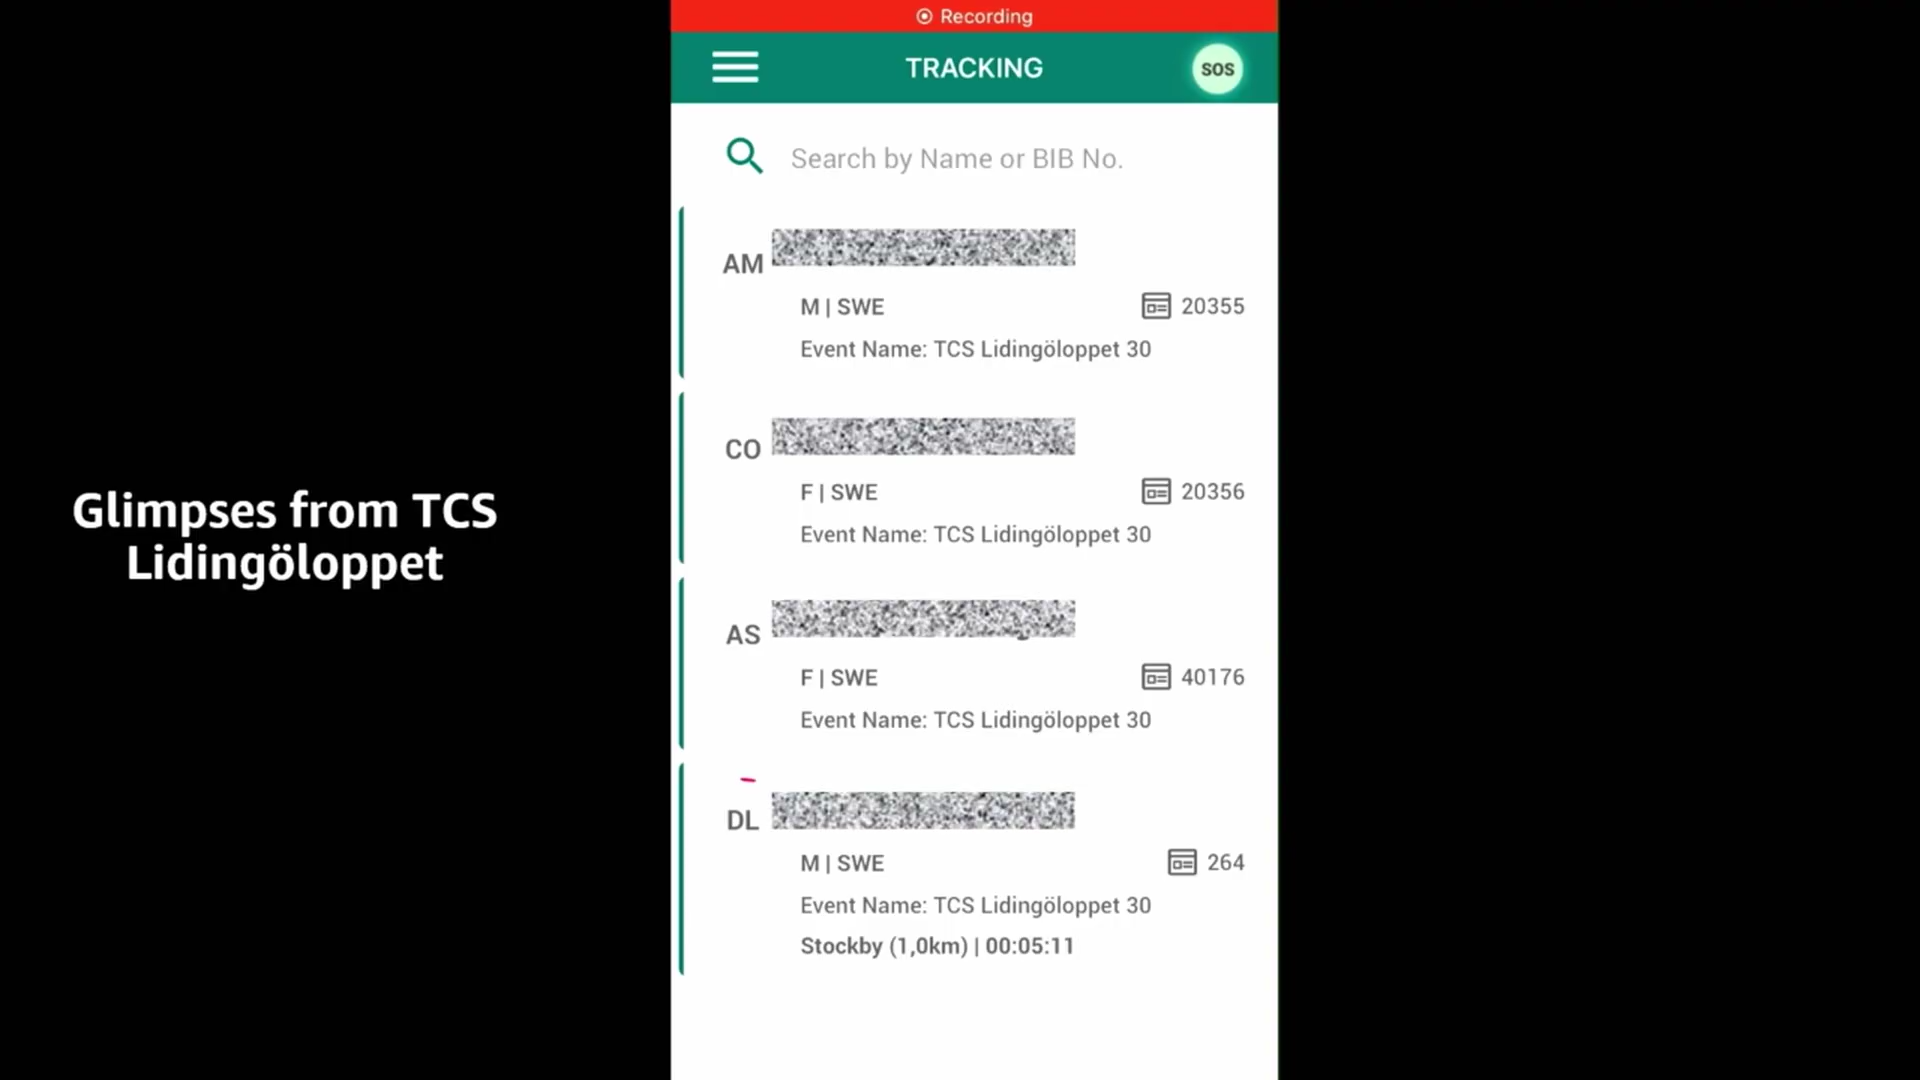 Recording
TRACKING
SOS
Search by Name or BIB No.
AM
M | SWE
20355
Event Name: TCS Lidingöloppet 30
CO
F | SWE
20356
Event Name: TCS Lidingöloppet 30
AS
F | SWE
40176
Event Name: TCS Lidingöloppet 30
DL
M | SWE
264
Event Name: TCS Lidingöloppet 30
Stockby (1,0km) | 00:05:11
Glimpses from TCS
Lidingöloppet